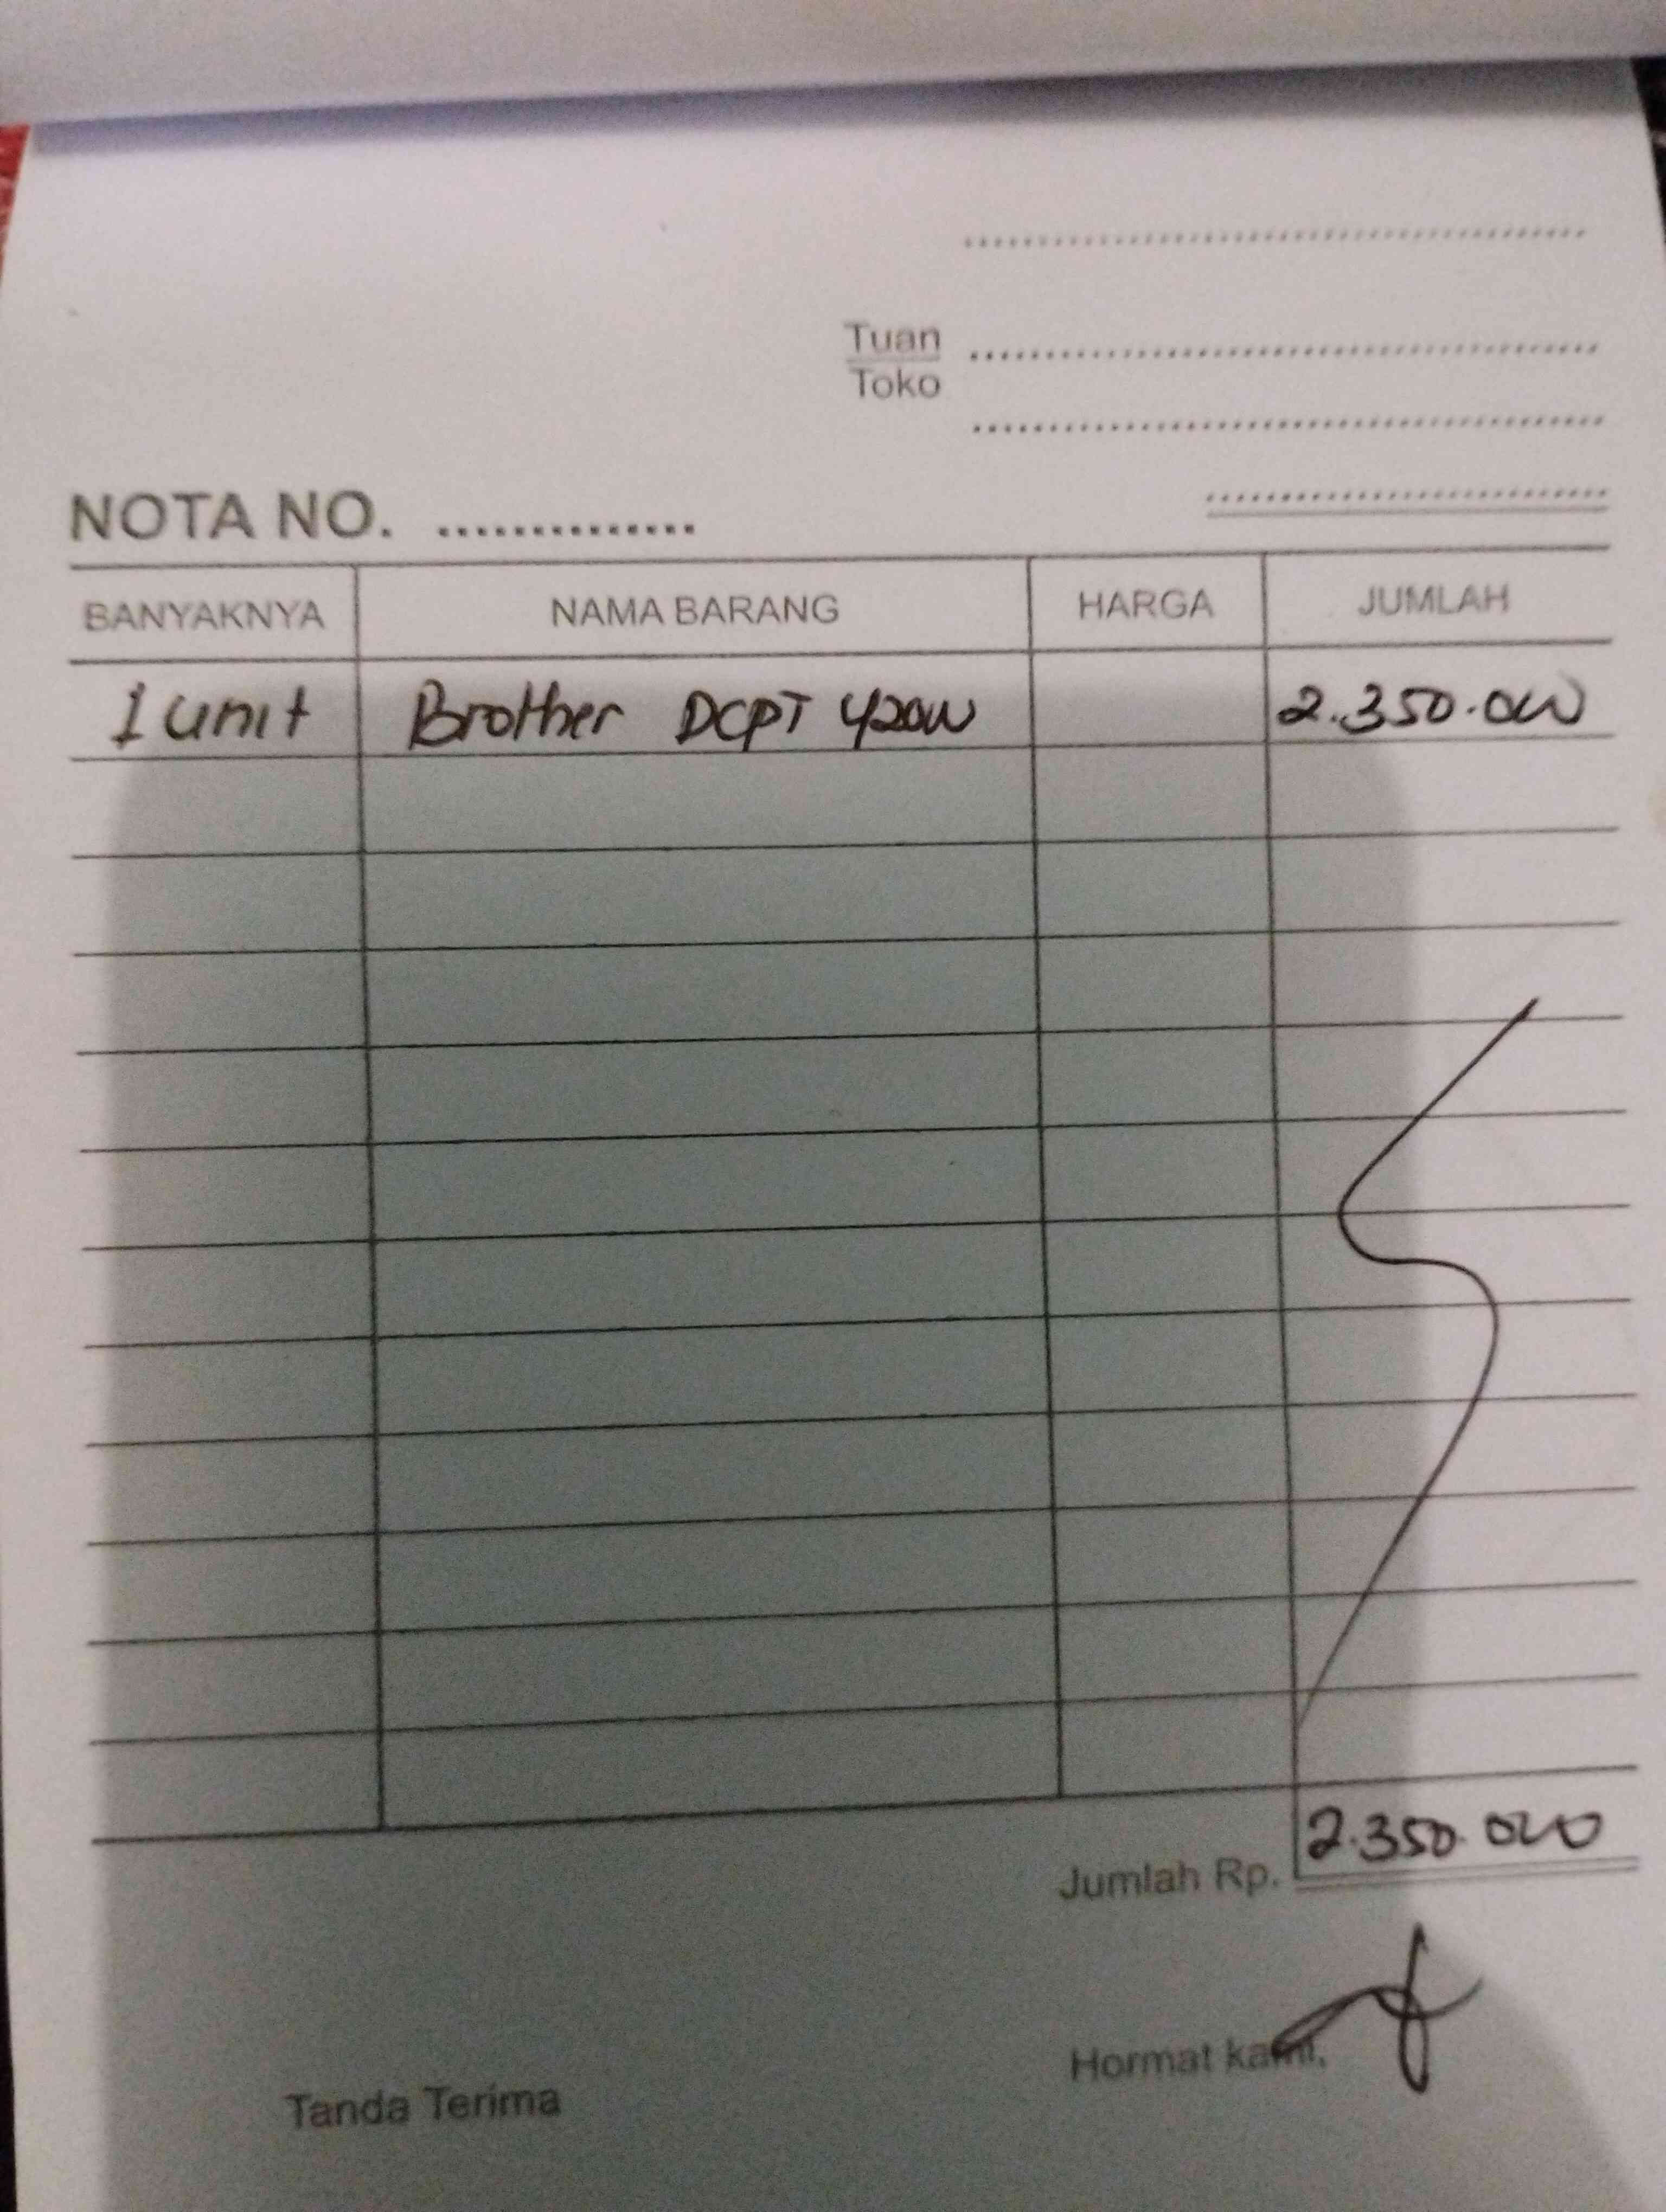 Tuan
Toko
NOTA NO. ..............
BANYAKNYA NAMA BARANG HARGA JUMLAH
1 unit Brother DCPT 420W 2.350.000
Jumlah Rp. 2.350.000
Hormat kami,
Tanda Terima